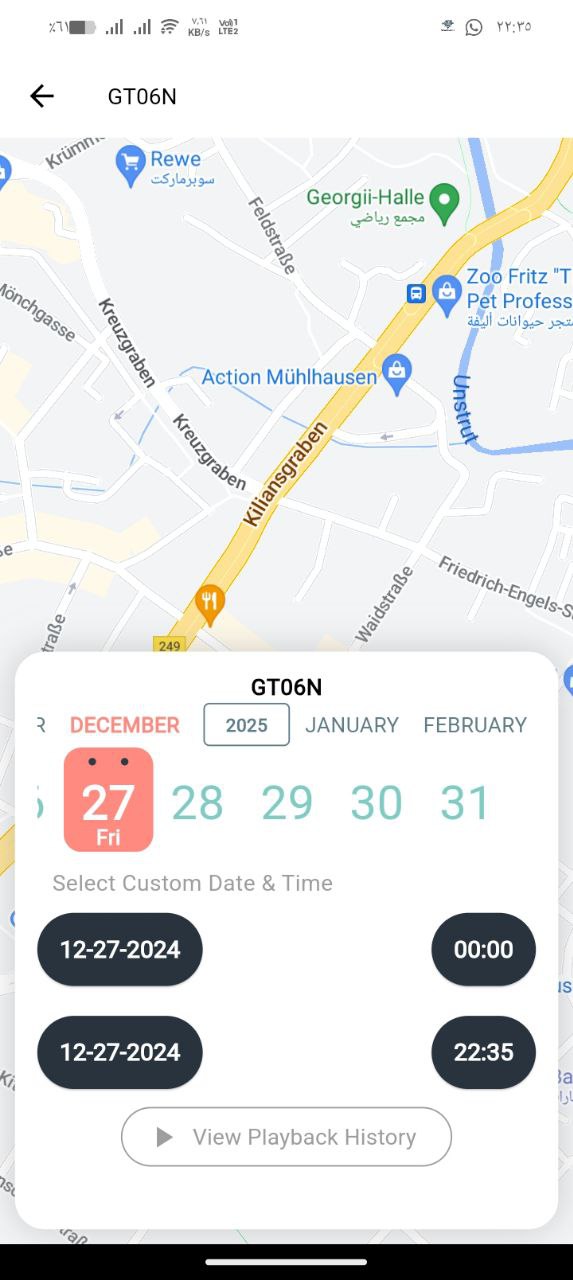 ٪٦١
٧,٦١
KB/s
Vo))1
LTE2
٢٢:٣٥
GT06N
Rewe
سوبرماركت
Georgii-Halle
مجمع رياضي
Feldstraße
Zoo Fritz "T
Pet Profess
متجر حيوانات أليفة
Mönchgasse
Kreuzgraben
Action Mühlhausen
Unstrut
Kreuzgraben
Kiliansgraben
Friedrich-Engels-S
Waidstraße
traße
249
GT06N
R DECEMBER 2025 JANUARY FEBRUARY
27 28 29 30 31
Fri
Select Custom Date & Time
12-27-2024 00:00
12-27-2024 22:35
View Playback History